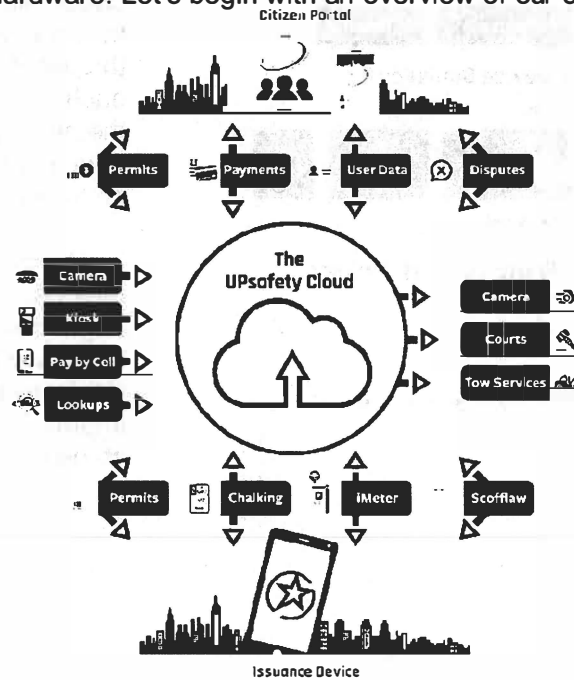 Let's begin with an overview of our
Citizen Portal
Permits
Payments
User Data
Disputes
The
UPsafety Cloud
Camera
Kiosk
Pay by Cell
Lookups
Camera
Courts
Tow Services
Permits
Chalking
iMeter
Scofflaw
Issuance Device